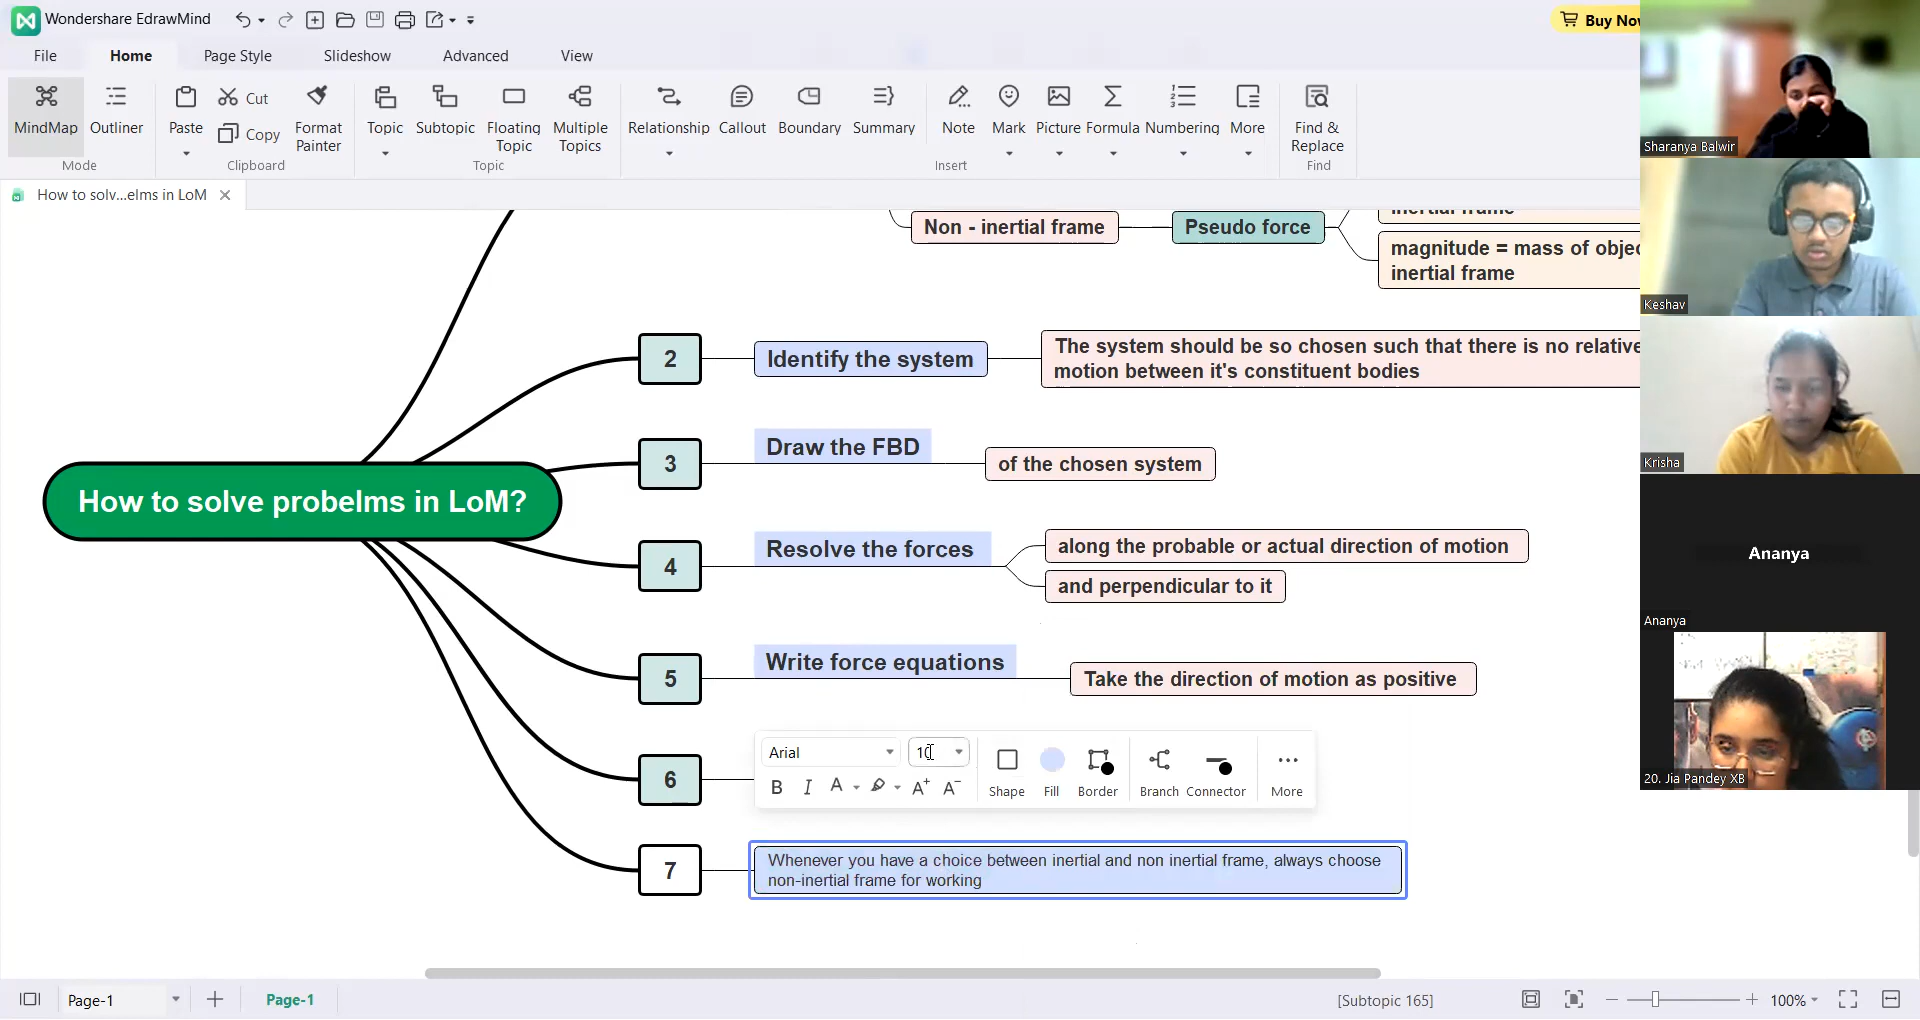 Wondershare EdrawMind
Buy Now
File
Home
Page Style
Slideshow
Advanced
View
MindMap
Outliner
Mode
Paste
Cut
Copy
Format
Painter
Clipboard
Topic
Subtopic
Floating
Topic
Multiple
Topics
Topic
Relationship
Callout
Boundary
Summary
Note
Mark
Picture
Formula
Numbering
More
Insert
Find &
Replace
Find
How to solv...elms in LoM
inertial frame
Non - inertial frame
Pseudo force
magnitude = mass of objec
inertial frame
2
Identify the system
The system should be so chosen such that there is no relative
motion between it's constituent bodies
3
Draw the FBD
of the chosen system
How to solve probelms in LoM?
4
Resolve the forces
along the probable or actual direction of motion
and perpendicular to it
5
Write force equations
Take the direction of motion as positive
6
Arial
10
B
I
A
A+
A-
Shape
Fill
Border
Branch
Connector
More
7
Whenever you have a choice between inertial and non inertial frame, always choose
non-inertial frame for working
Sharanya Balwir
Keshav
Krisha
Ananya
Ananya
20. Jia Pandey XB
Page-1
Page-1
[Subtopic 165]
100%